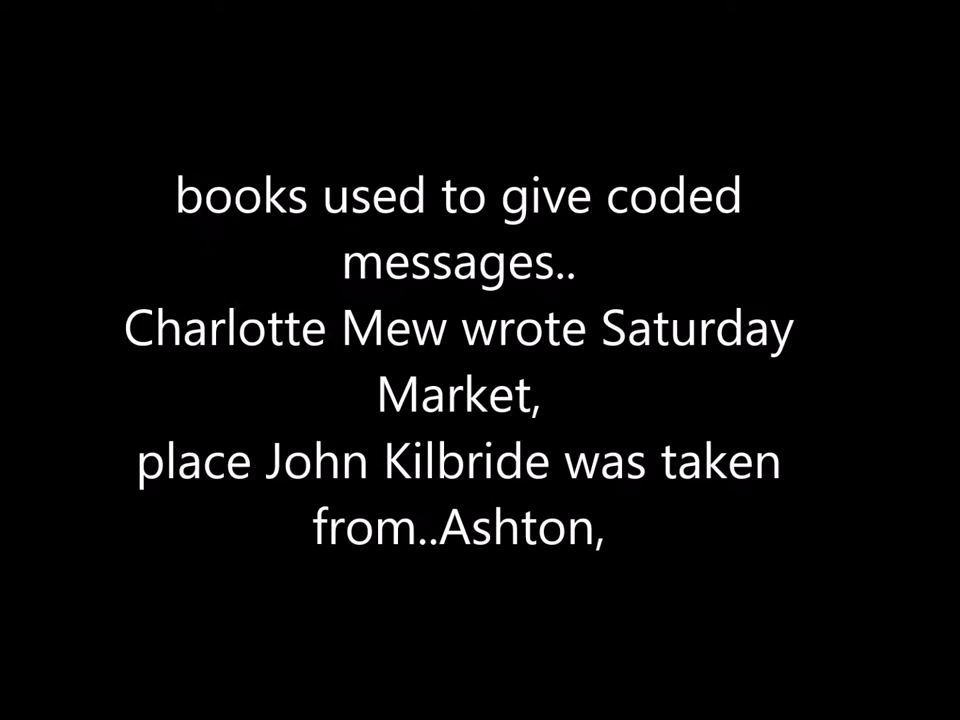 books used to give coded
messages..
Charlotte Mew wrote Saturday
Market,
place John Kilbride was taken
from..Ashton,